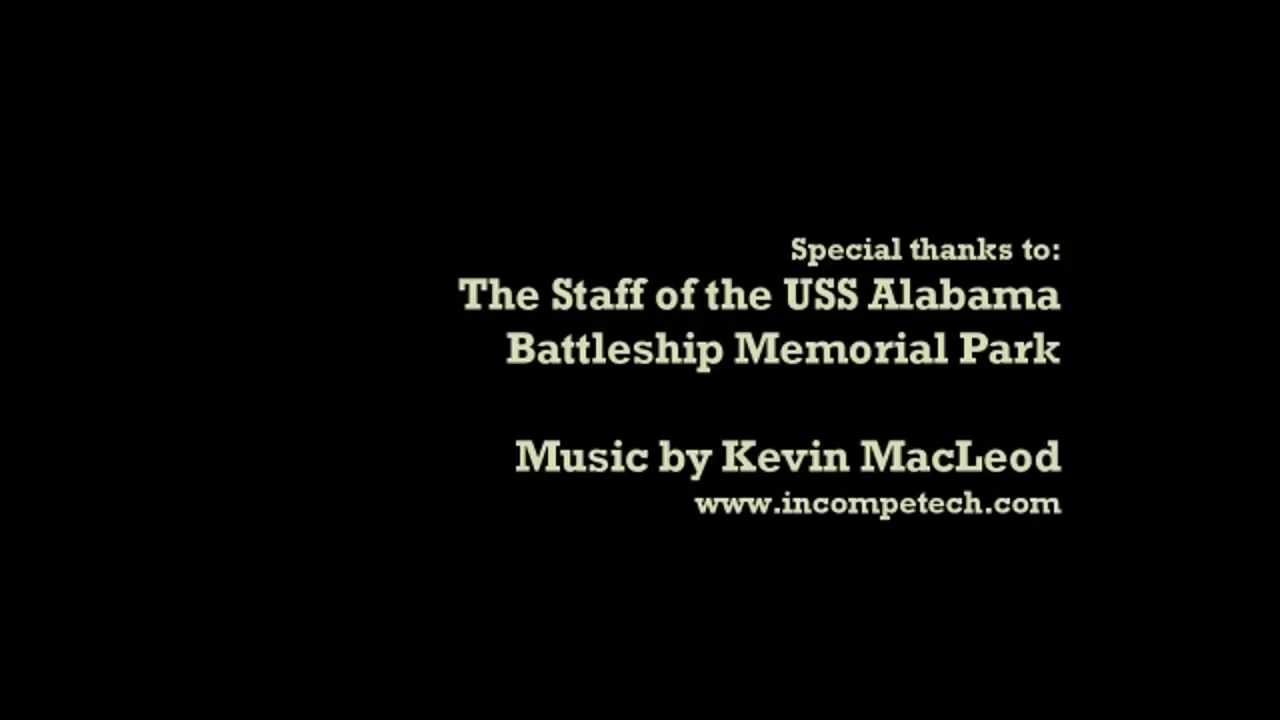 Special thanks to:
The Staff of the USS Alabama
Battleship Memorial Park
Music by Kevin MacLeod
www.incompetech.com